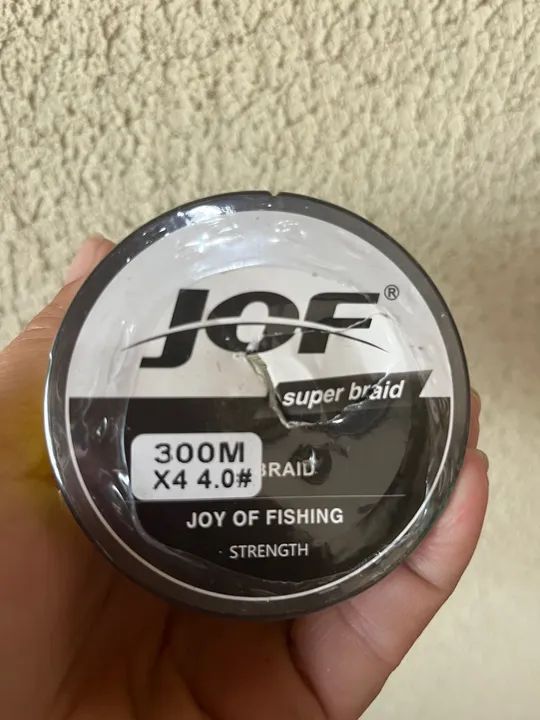 JOF®
super braid
300M
X4 4.0#
BRAID
JOY OF FISHING
· STRENGTH